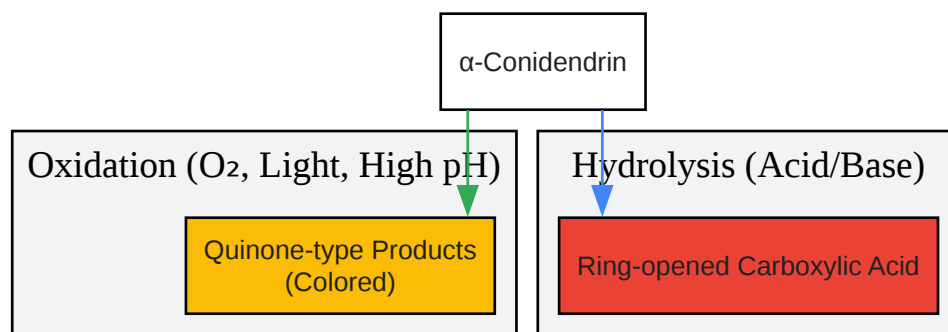 α-Conidendrin
Oxidation (O₂, Light, High pH)
Quinone-type Products
(Colored)
Hydrolysis (Acid/Base)
Ring-opened Carboxylic Acid